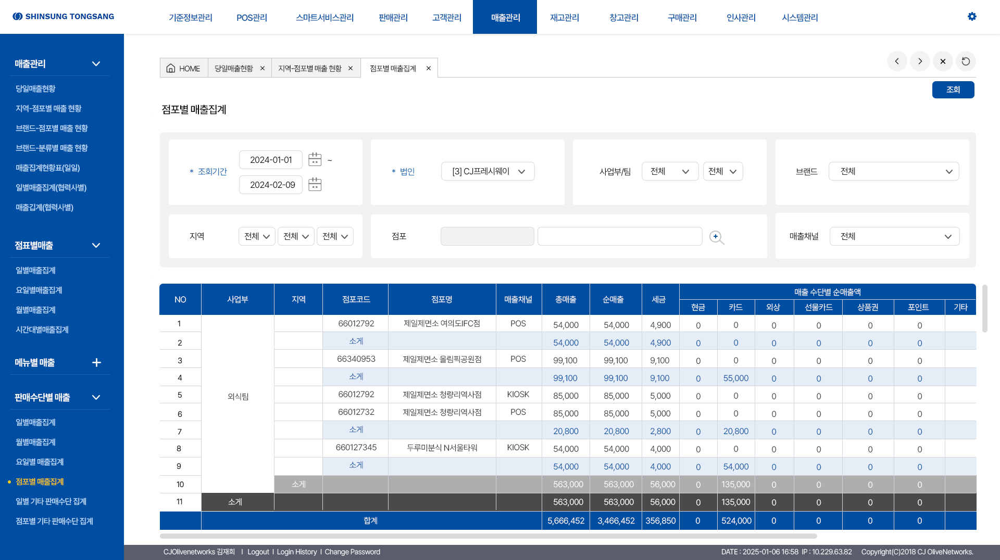 SHINSUNG TONGSANG
기준정보관리 POS관리 스마트서비스관리 판매관리 고객관리 매출관리 재고관리 창고관리 구매관리 인사관리 시스템관리
매출관리
당일매출현황
지역-점포별 매출 현황
브랜드-점포별 매출 현황
브랜드-분류별 매출 현황
매출집계현황표(일일)
일별매출집계(협력사별)
매출깁계(협력사별)
점표별매출
일별매출집계
요일별매출집계
월별매출집계
시간대별매출집계
메뉴별 매출
판매수단별 매출
일별매출집계
월별매출집계
요일별 매출집계
점포별 매출집계
일별 기타 판매수단 집계
점포별 기타 판매수단 집계
HOME 당일매출현황 × 지역-점포별 매출 현황 × 점포별 매출집계 ×
조회
점포별 매출집계
* 조회기간 2024-01-01 ~
2024-02-09
* 법인 [3] CJ프레시웨이
사업부/팀 전체 전체
브랜드 전체
지역 전체 전체 전체
점포
매출채널 전체
NO 사업부 지역 점포코드 점포명 매출채널 총매출 순매출 세금 매출 수단별 순매출액
현금 카드 외상 선물카드 상품권 포인트 기타
1 66012792 제일제면소 여의도IFC점 POS 54,000 54,000 4,900 0 0 0 0 0 0
2 소게 54,000 54,000 4,900 0 0 0 0 0 0
3 66340953 제일제면소 올림픽공원점 POS 99,100 99,100 9,100 0 0 0 0 0 0
4 소게 99,100 99,100 9,100 0 55,000 0 0 0 0
5 외식팀 66012792 제일제면소 청량리역사점 KIOSK 85,000 85,000 5,000 0 0 0 0 0 0
6 66012732 제일제면소 청량리역사점 POS 85,000 85,000 5,000 0 0 0 0 0 0
7 소게 20,800 20,800 2,800 0 20,800 0 0 0 0
8 660127345 두루미분식 N서울타워 KIOSK 54,000 54,000 4,000 0 0 0 0 0 0
9 소게 54,000 54,000 4,000 0 54,000 0 0 0 0
10 소게 563,000 563,000 56,000 0 135,000 0 0 0 0
11 소게 563,000 563,000 56,000 0 135,000 0 0 0 0
합계 5,666,452 3,466,452 356,850 0 524,000 0 0 0 0
CJOlivenetworks 김재희 I Logout I Login History I Change Password DATE : 2025-01-06 16:58 IP : 10.229.63.82 Copyright(C)2018 CJ OliveNetworks.